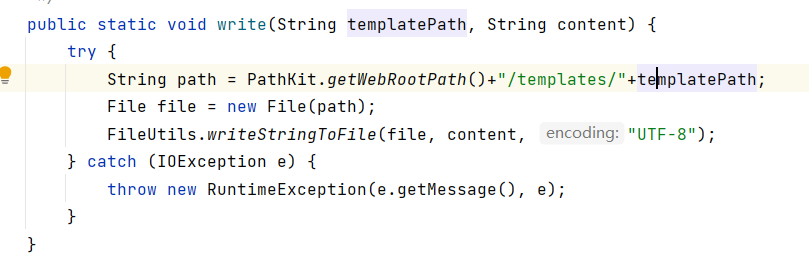 public static void write(String templatePath, String content) {
    try {
        String path = PathKit.getWebRootPath()+"/templates/"+templatePath;
        File file = new File(path);
        FileUtils.writeStringToFile(file, content, encoding: "UTF-8");
    } catch (IOException e) {
        throw new RuntimeException(e.getMessage(), e);
    }
}